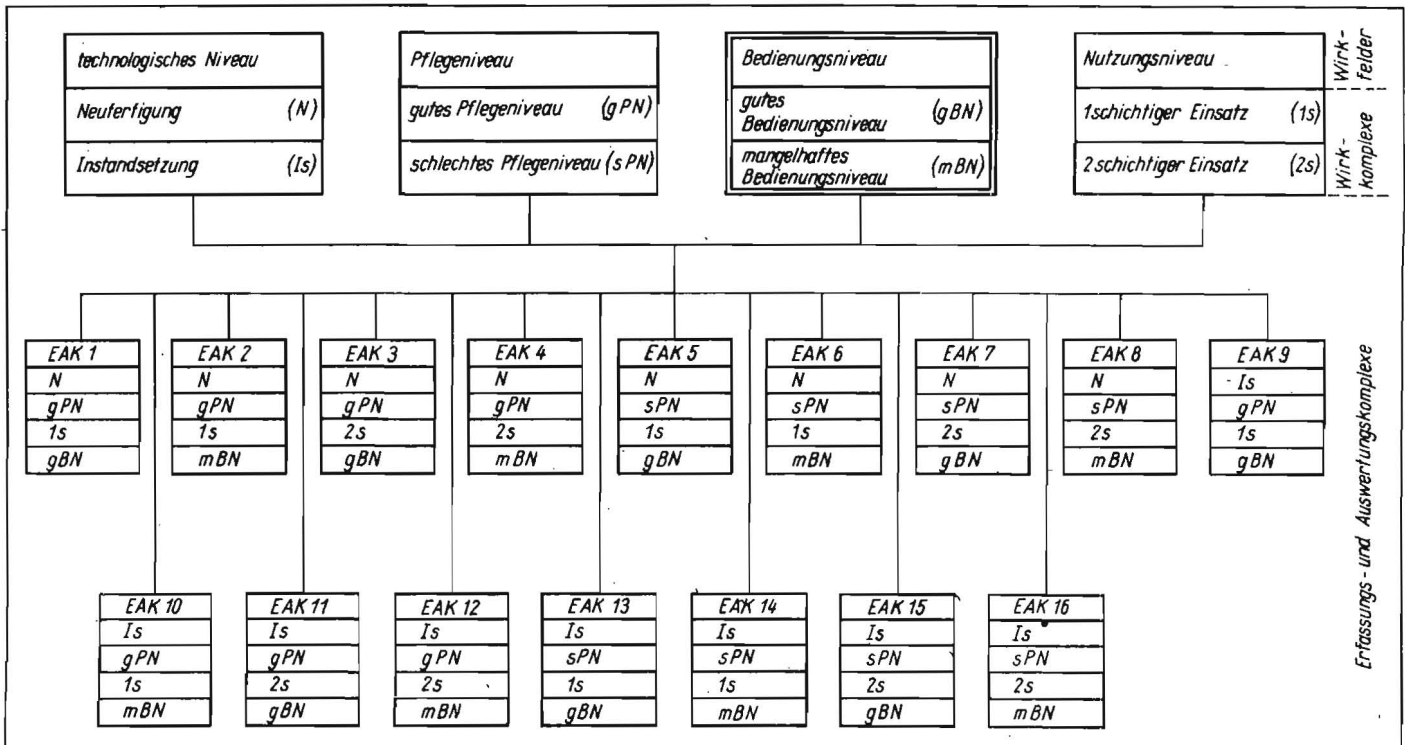 technologisches Niveau
Neufertigung (N)
Instandsetzung (Is)
Pflegeniveau
gutes Pflegeniveau (gPN)
schlechtes Pflegeniveau (sPN)
Bedienungsniveau
gutes
Bedienungsniveau (gBN)
mangelhaftes
Bedienungsniveau (mBN)
Nutzungsniveau
1schichtiger Einsatz (1s)
2schichtiger Einsatz (2s)
Wirk-
felder
Wirk-
komplexe
EAK 1
N
gPN
1s
gBN
EAK 2
N
gPN
1s
mBN
EAK 3
N
gPN
2s
gBN
EAK 4
N
gPN
2s
mBN
EAK 5
N
sPN
1s
gBN
EAK 6
N
sPN
1s
mBN
EAK 7
N
sPN
2s
gBN
EAK 8
N
sPN
2s
mBN
EAK 9
Is
gPN
1s
gBN
EAK 10
Is
gPN
1s
mBN
EAK 11
Is
gPN
2s
gBN
EAK 12
Is
gPN
2s
mBN
EAK 13
Is
sPN
1s
gBN
EAK 14
Is
sPN
1s
mBN
EAK 15
Is
sPN
2s
gBN
EAK 16
Is
sPN
2s
mBN
Erfassungs- und Auswertungskomplexe